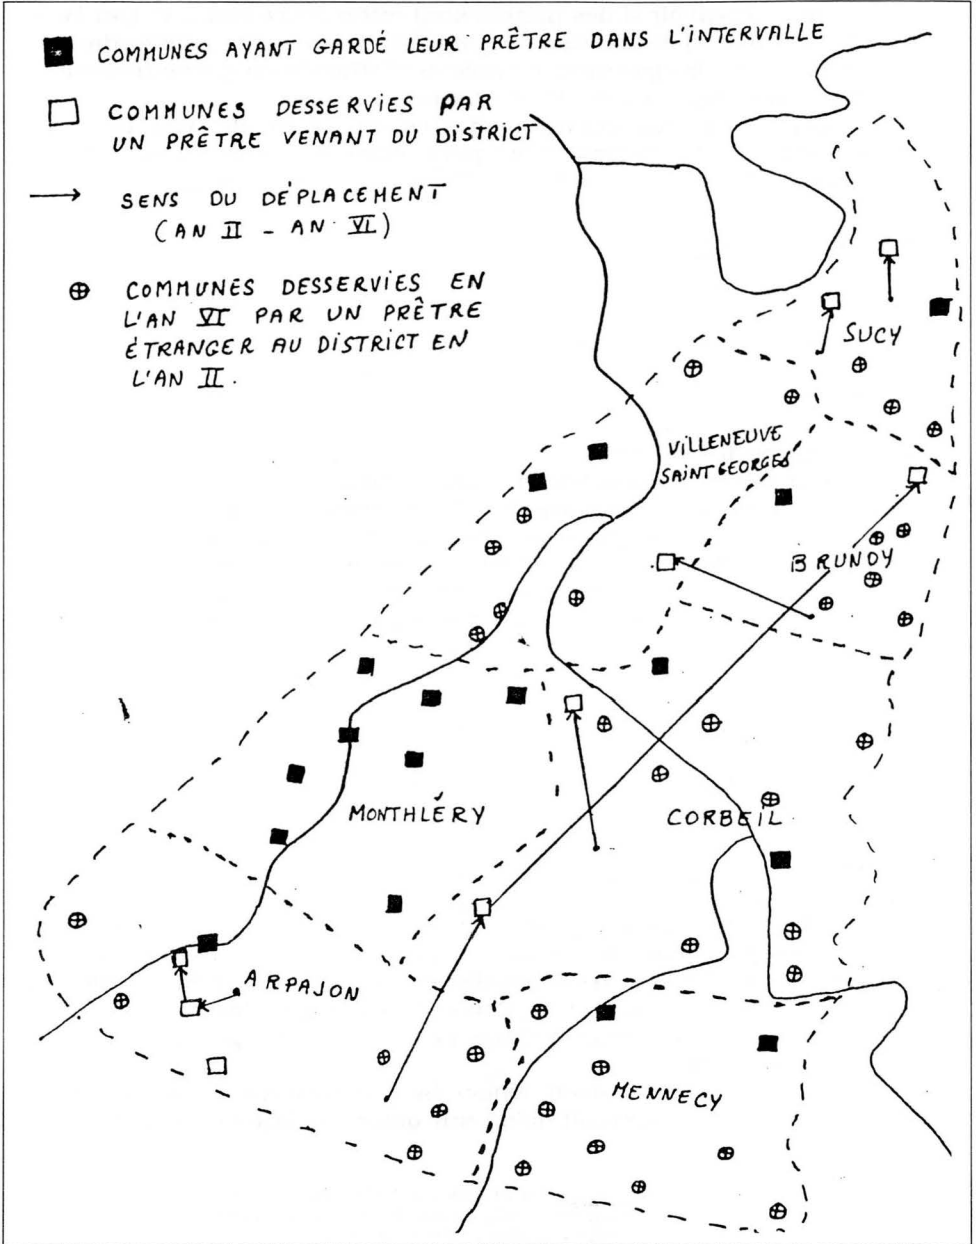 COMMUNES AYANT GARDÉ LEUR PRÊTRE DANS L'INTERVALLE
COMMUNES DESSERVIES PAR
UN PRÊTRE VENANT DU DISTRICT
SENS DU DÉPLACEMENT
(AN II - AN VI)
COMMUNES DESSERVIES EN
L'AN VI PAR UN PRÊTRE
ÉTRANGER AU DISTRICT EN
L'AN II.
SUCY
VILLENEUVE
SAINT GEORGES
BRUNOY
MONTHLÉRY
CORBEIL
ARPAJON
MENNECY